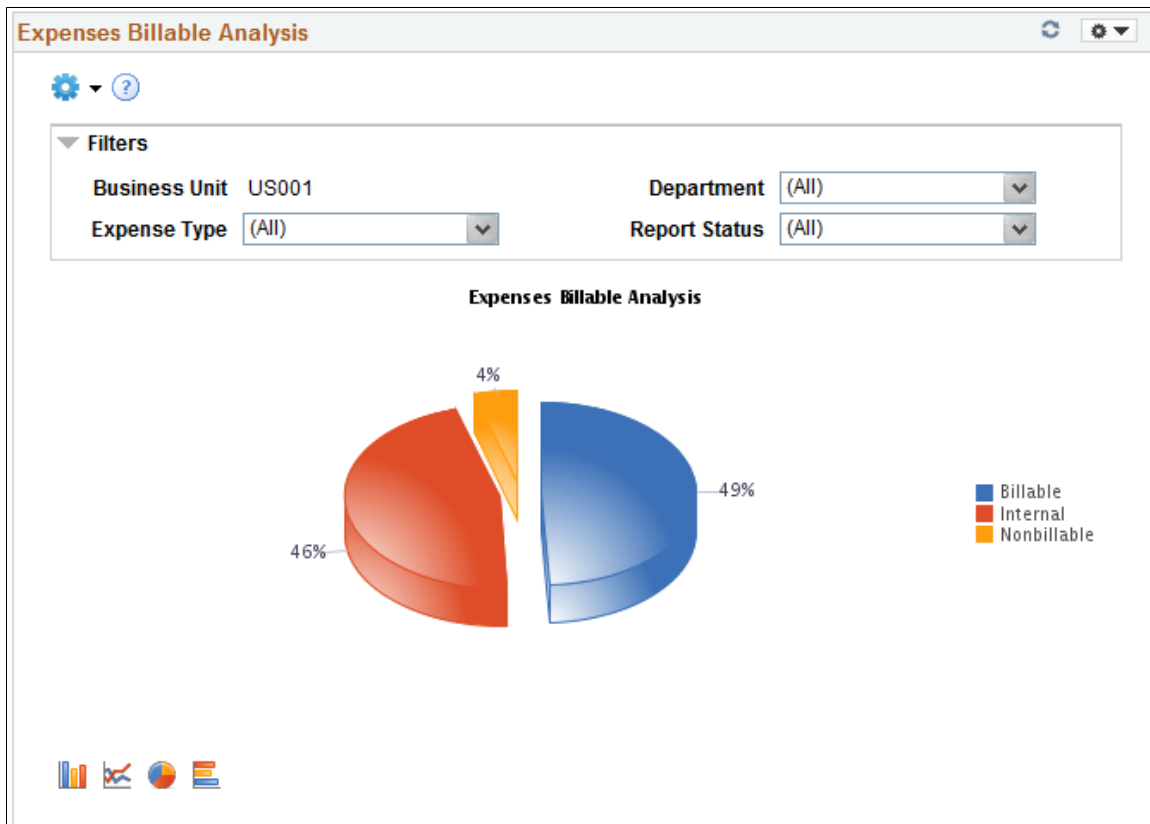 Expenses Billable Analysis
?
Filters
Business Unit US001 Department (All)
Expense Type (All) Report Status (All)
Expenses Billable Analysis
4%
49%
46%
Billable
Internal
Nonbillable